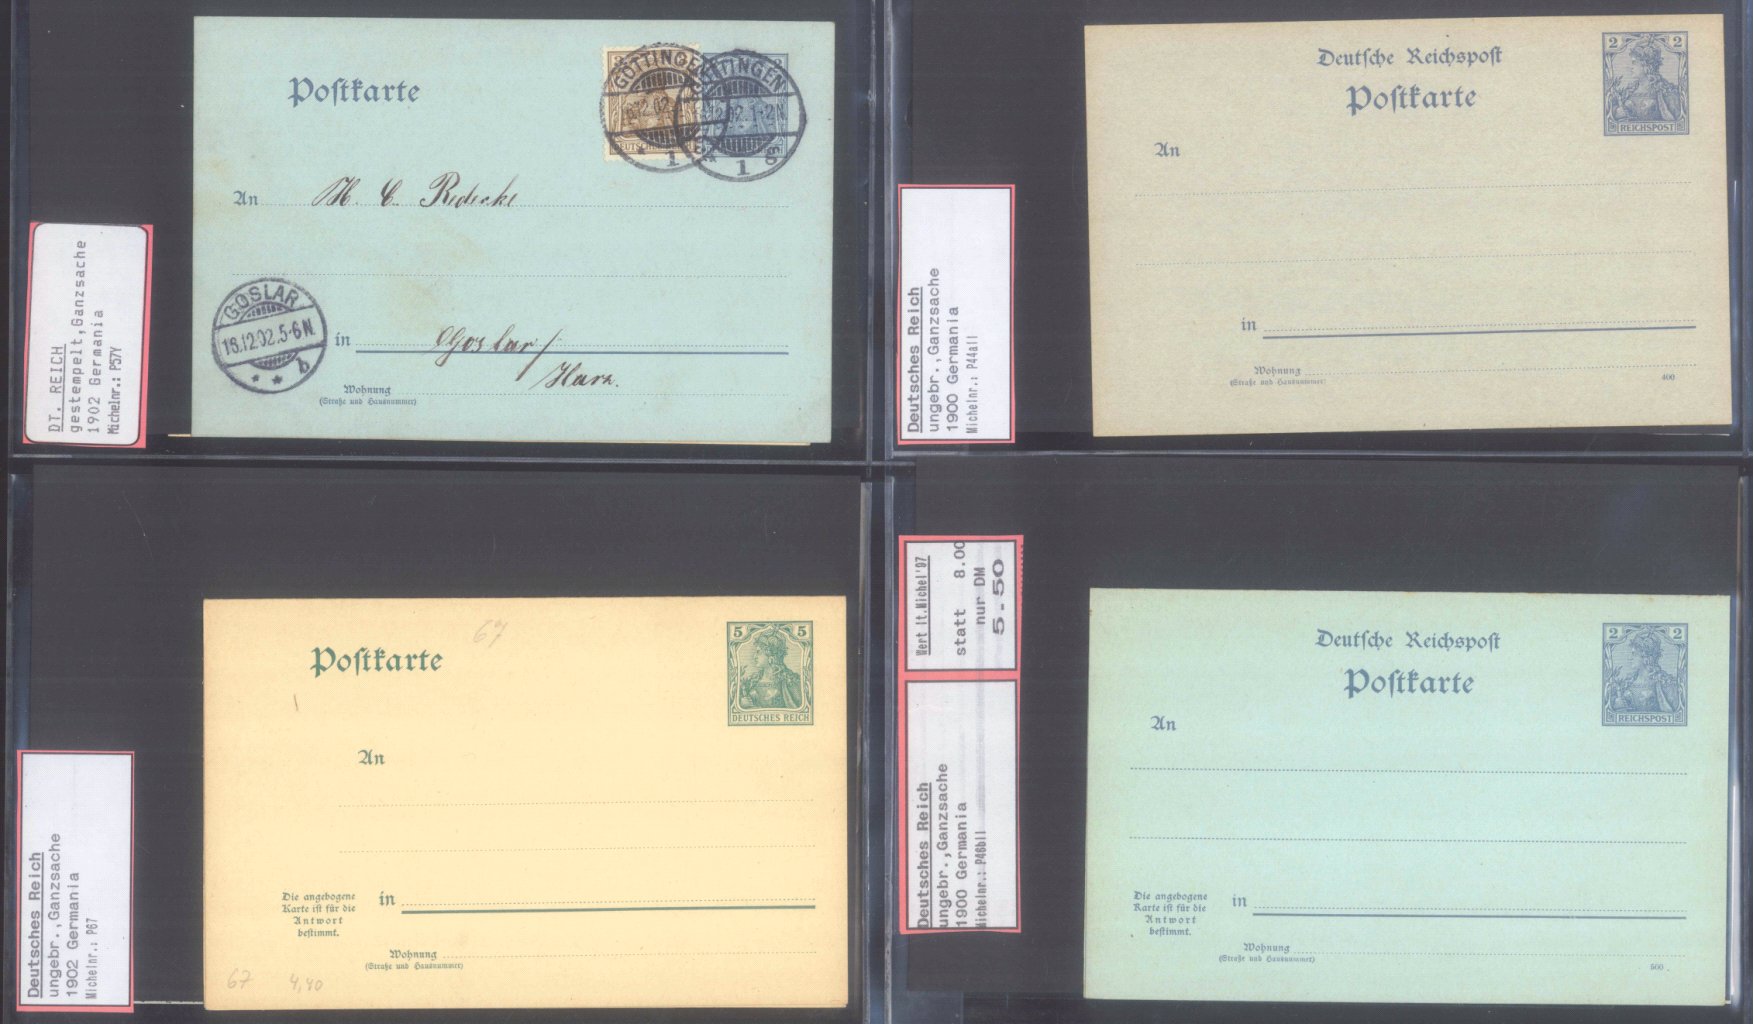 Postkarte
GÖTTINGEN
1
GÖTTINGEN
1 g
An H. C. Redecke
GOSLAR
16.12.02.5-6N.
b
in Goslar/
Harz.
Wohnung
(Straße und Hausnummer)
DT. REICH
gestempelt,Ganzsache
1902 Germania
Michelnr.: P57Y
Deutsche Reichspost
Postkarte
2 2
REICHSPOST
An
in
Wohnung
(Straße und Hausnummer)
400
Deutsches Reich
ungebr.,Ganzsache
1900 Germania
Michelnr.: P44aII
67
Postkarte
5 5
DEUTSCHES REICH
An
Die angebogene
Karte ist für die
Antwort
bestimmt.
in
Wohnung
(Straße und Hausnummer)
67 4,40
Deutsches Reich
ungebr.,Ganzsache
1902 Germania
Michelnr.: P67
Wert lt.Michel'97
statt 8.00
nur DM
5.50
Deutsches Reich
ungebr.,Ganzsache
1900 Germania
Michelnr.: P46bII
Deutsche Reichspost
Postkarte
2 2
REICHSPOST
An
Die angebogene
Karte ist für die
Antwort
bestimmt.
in
Wohnung
(Straße und Hausnummer)
500